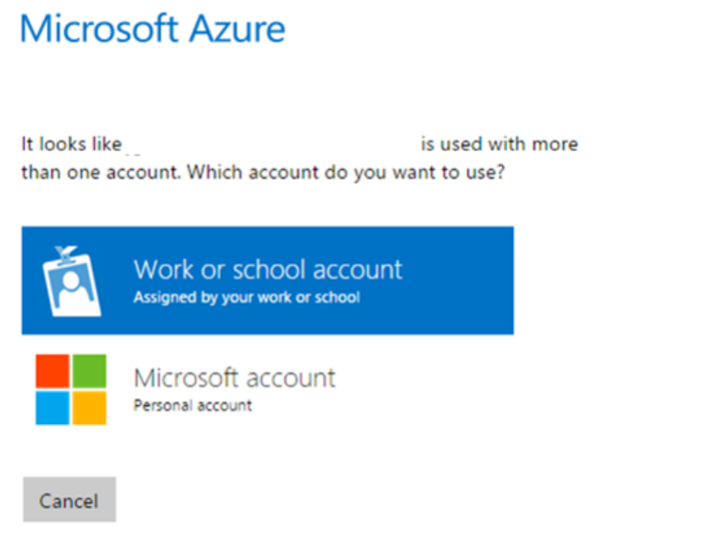 Microsoft Azure
It looks like is used with more
than one account. Which account do you want to use?
Work or school account
Assigned by your work or school
Microsoft account
Personal account
Cancel